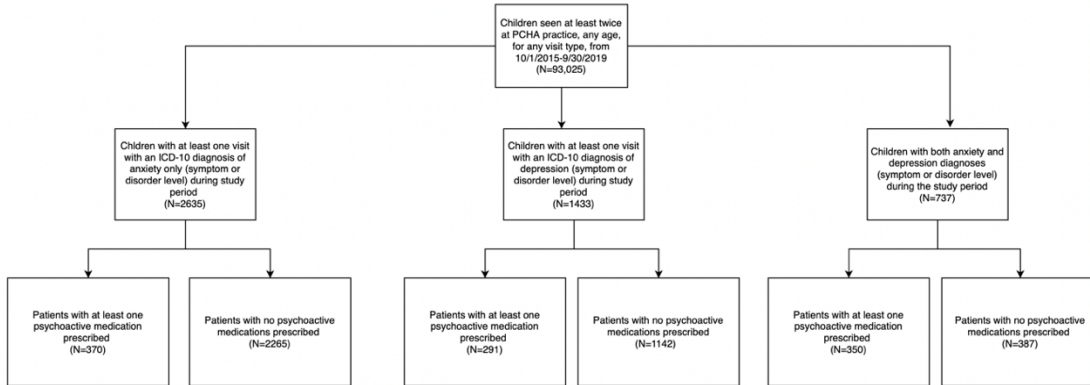 Children seen at least twice
at PCHA practice, any age,
for any visit type, from
10/1/2015-9/30/2019
(N=93,025)
Chldren with at least one visit
with an ICD-10 diagnosis of
anxiety only (symptom or
disorder level) during study
period
(N=2635)
Children with at least one visit
with an ICD-10 diagnosis of
depression (symptom or
disorder level) during study
period
(N=1433)
Children with both anxiety and
depression diagnoses
(symptom or disorder level)
during the study period
(N=737)
Patients with at least one
psychoactive medication
prescribed
(N=370)
Patients with no psychoactive
medications prescribed
(N=2265)
Patients with at least one
psychoactive medication prescribed
(N=291)
Patients with no psychoactive
medications prescribed
(N=1142)
Patients with at least one
psychoactive medication
prescribed
(N=350)
Patients with no psychoactive
medications prescribed
(N=387)